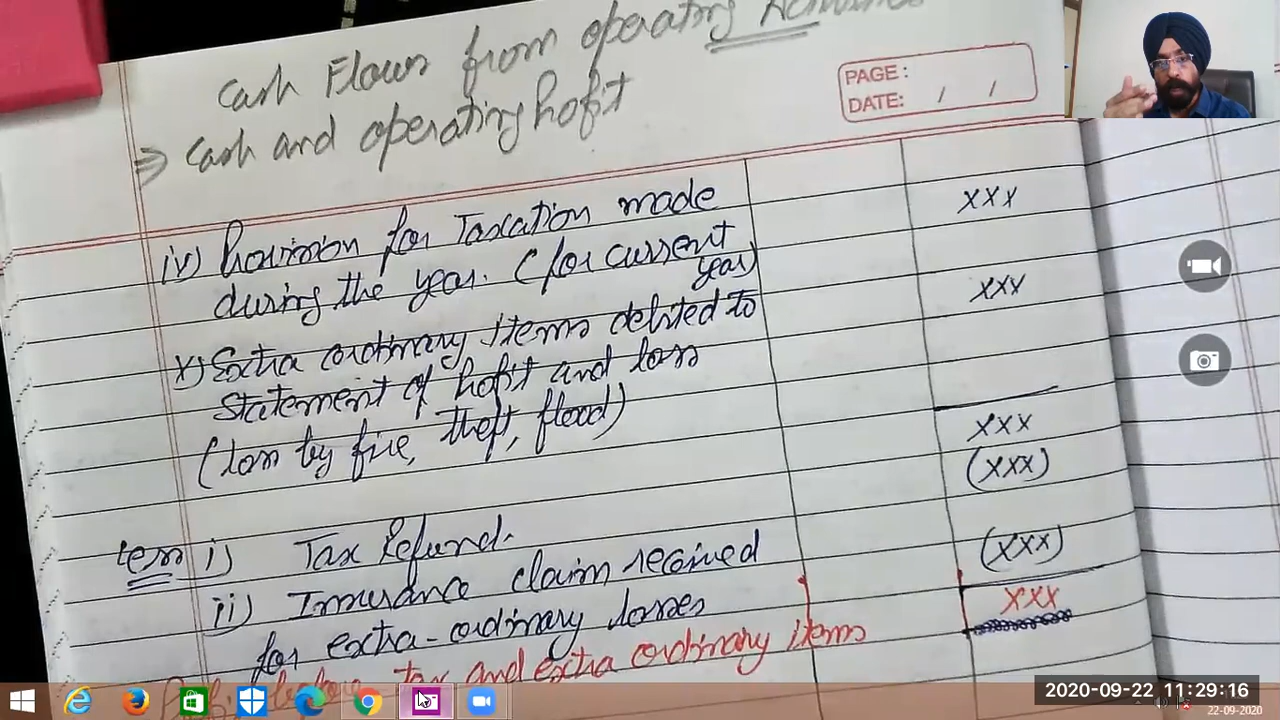 Cash Flows from operating Activities
⇒ Cash and operating Profit
PAGE:
DATE: / /
iv) Provision for Taxation made XXX
during the year. (for current
year)
v) Extra ordinary items debited to XXX
Statement of Profit and loss
(loss by fire, theft, flood)
XXX
(XXX)
less i) Tax Refund.
ii) Insurance claim received (XXX)
for extra-ordinary losses XXX
Profit before tax and extra ordinary items
2020-09-22 11:29:16
22-09-2020